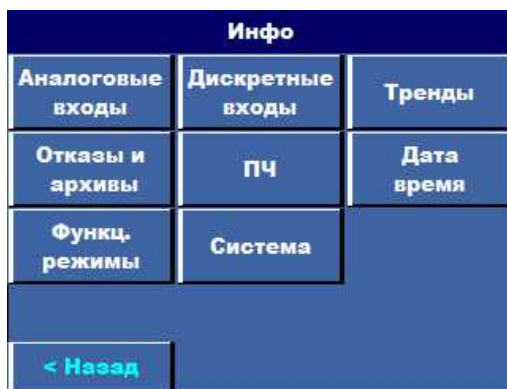 Инфо
Аналоговые
входы
Дискретные
входы
Тренды
Отказы и
архивы
ПЧ
Дата
время
Функц.
режимы
Система
< Назад